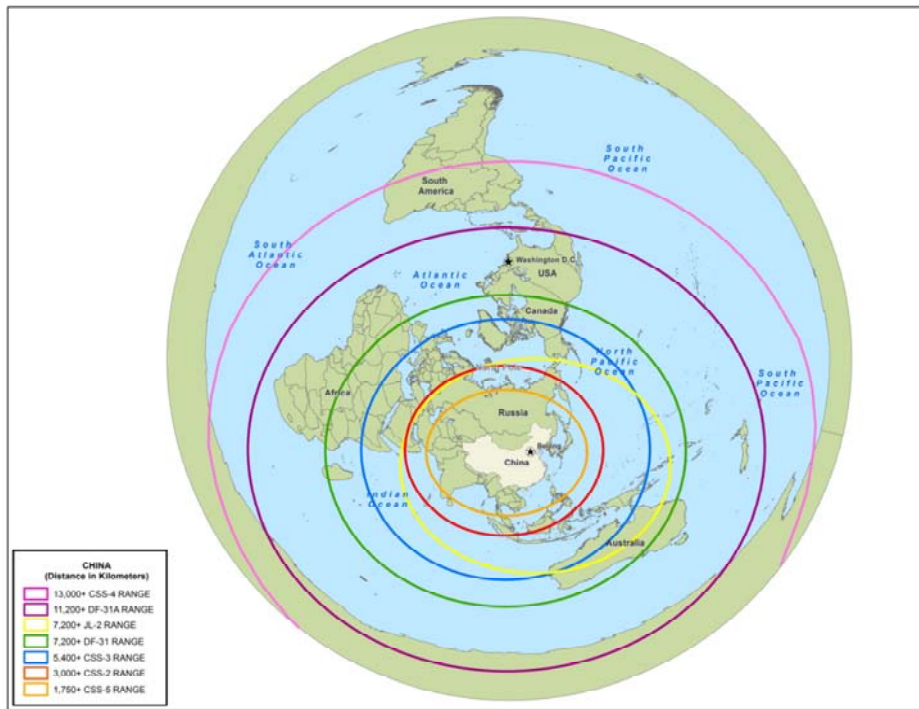 South
Pacific
Ocean
South
America
South
Atlantic
Ocean
Washington D.C.
USA
Atlantic
Ocean
Canada
North
Pacific
Ocean
North Pole
South
Pacific
Ocean
Africa
Russia
Beijing
China
Indian
Ocean
Australia
CHINA
(Distance in Kilometers)
13,000+ CSS-4 RANGE
11,200+ DF-31A RANGE
7,200+ JL-2 RANGE
7,200+ DF-31 RANGE
5,400+ CSS-3 RANGE
3,000+ CSS-2 RANGE
1,750+ CSS-5 RANGE